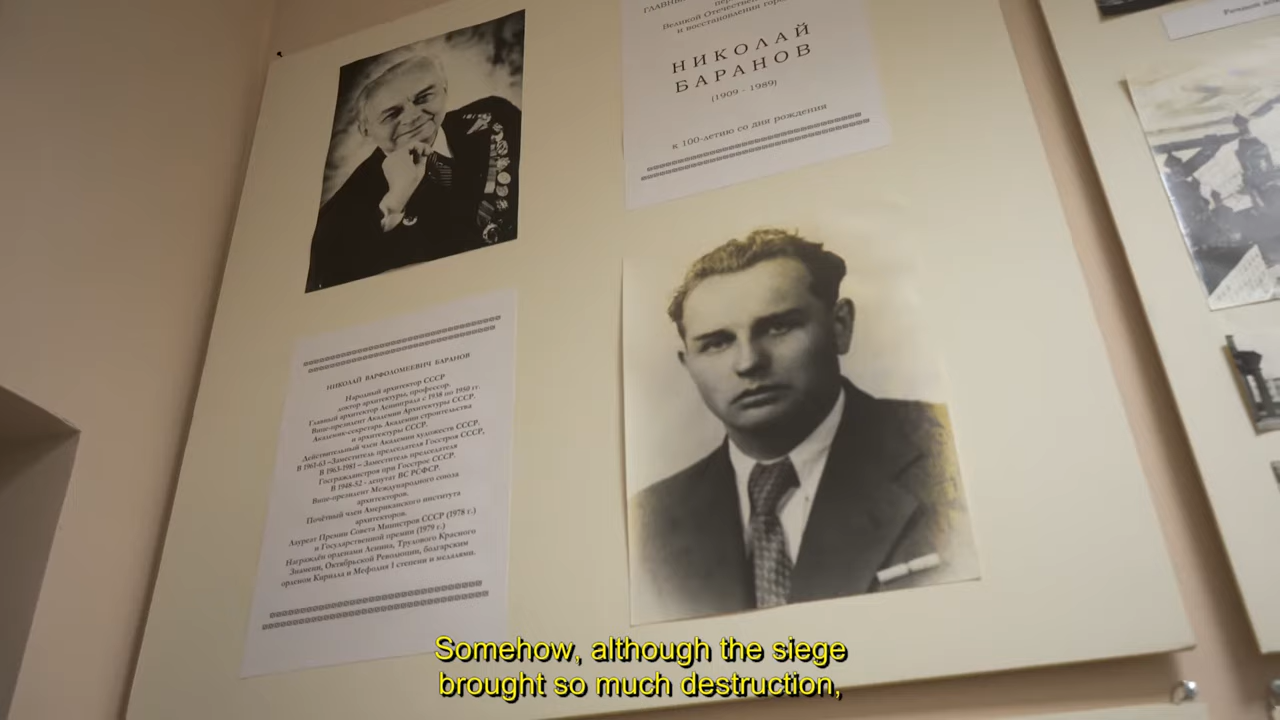 Великой Отечественной
и восстановления города
НИКОЛАЙ
БАРАНОВ
(1909 - 1989)
к 100-летию со дня рождения
НИКОЛАЙ ВАРФОЛОМЕЕВИЧ БАРАНОВ
Народный архитектор СССР
доктор архитектуры, профессор.
Главный архитектор Ленинграда с 1938 по 1950 гг.
Вице-президент Академии Архитектуры СССР.
Академик-секретарь Академии строительства
и архитектуры СССР.
Действительный член Академии художеств СССР.
В 1961-63 –Заместитель председателя Госстроя СССР,
В 1963-1981 – Заместитель председателя
Госгражданстроя при Госстрое СССР.
В 1948-52 - депутат ВС РСФСР.
Вице-президент Международного союза
архитекторов.
Почётный член Американского института
архитекторов.
Лауреат Премии Совета Министров СССР (1978 г.)
и Государственной премии (1979 г.)
Награждён орденами Ленина, Трудового Красного
Знамени, Октябрьской Революции, болгарским
орденом Кирилла и Мефодия I степени и медалями.
Somehow, although the siege
brought so much destruction,